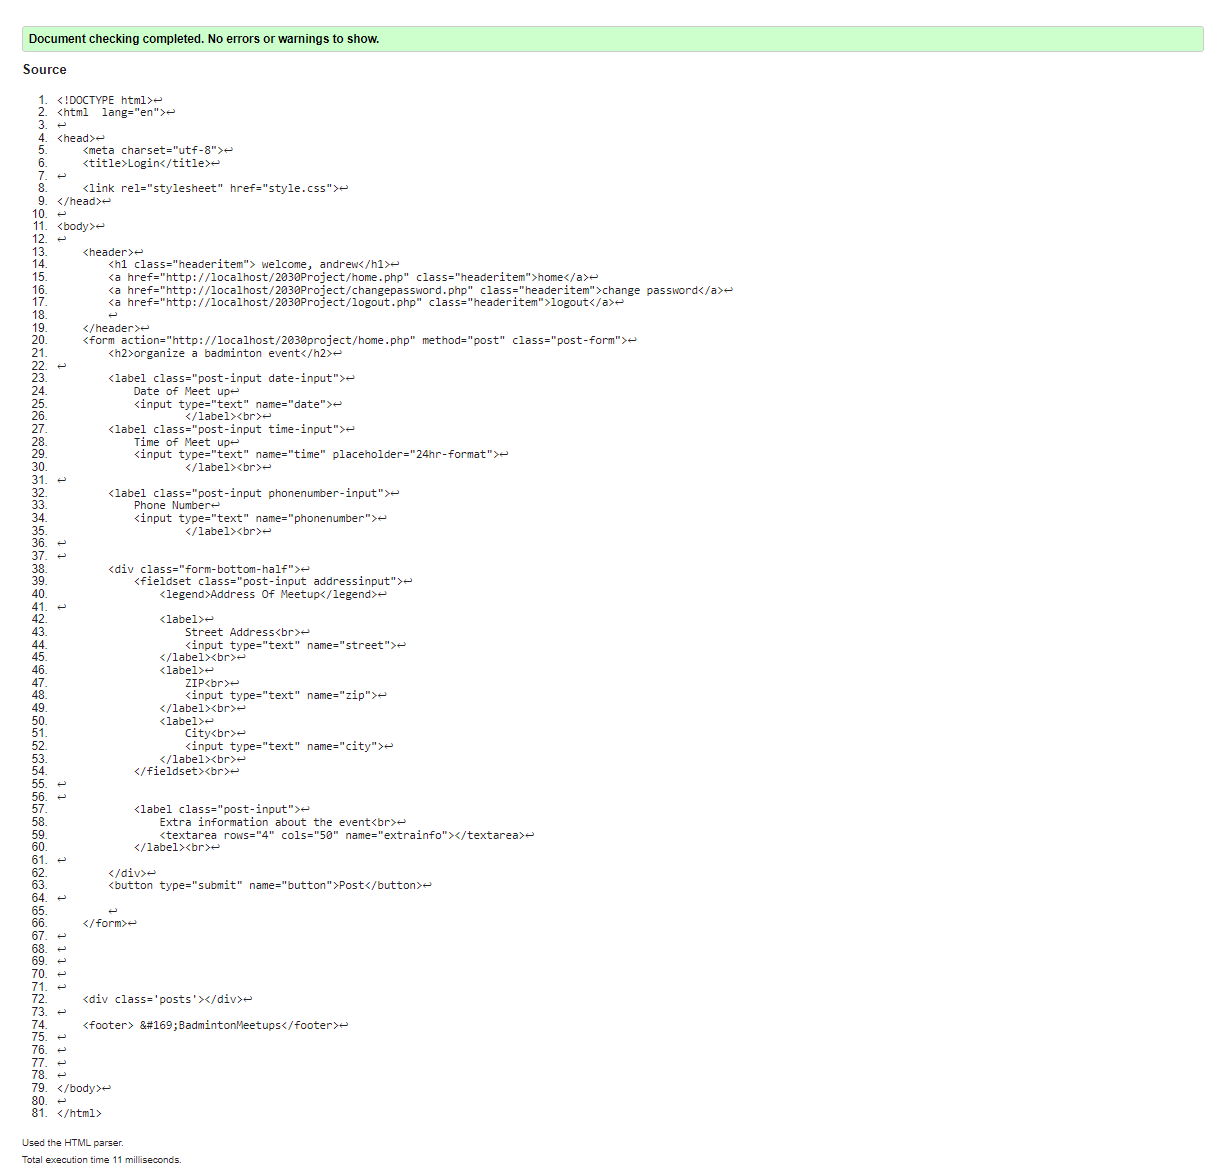 Document checking completed. No errors or warnings to show.
Source
1. <!DOCTYPE html>↩
2. <html  lang="en">↩
3. ↩
4. <head>↩
5.     <meta charset="utf-8">↩
6.     <title>Login</title>↩
7. ↩
8.     <link rel="stylesheet" href="style.css">↩
9. </head>↩
10. ↩
11. <body>↩
12. ↩
13.     <header>↩
14.         <h1 class="headeritem"> welcome, andrew</h1>↩
15.         <a href="http://localhost/2030Project/home.php" class="headeritem">home</a>↩
16.         <a href="http://localhost/2030Project/changepassword.php" class="headeritem">change password</a>↩
17.         <a href="http://localhost/2030Project/logout.php" class="headeritem">logout</a>↩
18.         ↩
19.     </header>↩
20.     <form action="http://localhost/2030project/home.php" method="post" class="post-form">↩
21.         <h2>organize a badminton event</h2>↩
22. ↩
23.         <label class="post-input date-input">↩
24.             Date of Meet up↩
25.             <input type="text" name="date">↩
26.                     </label><br>↩
27.         <label class="post-input time-input">↩
28.             Time of Meet up↩
29.             <input type="text" name="time" placeholder="24hr-format">↩
30.                     </label><br>↩
31. ↩
32.         <label class="post-input phonenumber-input">↩
33.             Phone Number↩
34.             <input type="text" name="phonenumber">↩
35.                     </label><br>↩
36. ↩
37. ↩
38.         <div class="form-bottom-half">↩
39.             <fieldset class="post-input addressinput">↩
40.                 <legend>Address Of Meetup</legend>↩
41. ↩
42.                 <label>↩
43.                     Street Address<br>↩
44.                     <input type="text" name="street">↩
45.                 </label><br>↩
46.                 <label>↩
47.                     ZIP<br>↩
48.                     <input type="text" name="zip">↩
49.                 </label><br>↩
50.                 <label>↩
51.                     City<br>↩
52.                     <input type="text" name="city">↩
53.                 </label><br>↩
54.             </fieldset><br>↩
55. ↩
56. ↩
57.             <label class="post-input">↩
58.                 Extra information about the event<br>↩
59.                 <textarea rows="4" cols="50" name="extrainfo"></textarea>↩
60.             </label><br>↩
61. ↩
62.         </div>↩
63.         <button type="submit" name="button">Post</button>↩
64. ↩
65.         ↩
66.     </form>↩
67. ↩
68. ↩
69. ↩
70. ↩
71. ↩
72.     <div class='posts'></div>↩
73. ↩
74.     <footer> &#169;BadmintonMeetups</footer>↩
75. ↩
76. ↩
77. ↩
78. ↩
79. </body>↩
80. ↩
81. </html>
Used the HTML parser.
Total execution time 11 milliseconds.